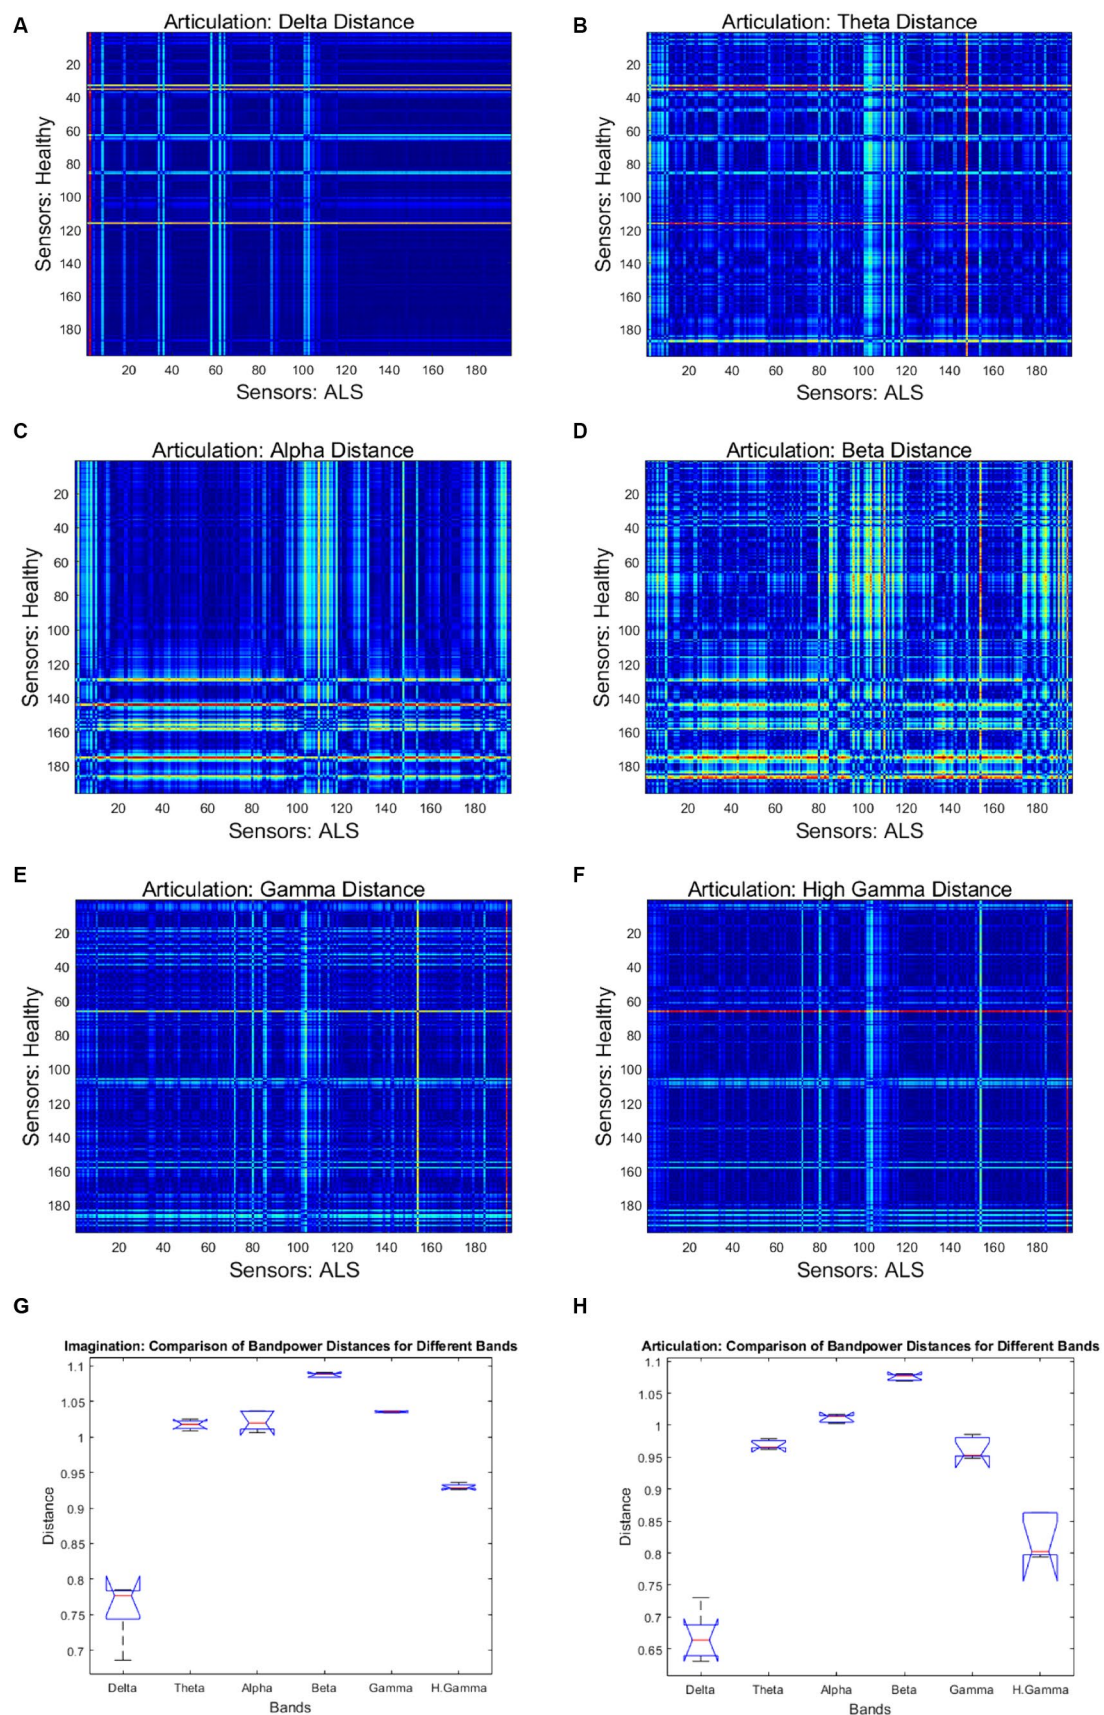 A
Articulation: Delta Distance
20
40
60
80
100
120
140
160
180
Sensors: Healthy
20 40 60 80 100 120 140 160 180
Sensors: ALS
B
Articulation: Theta Distance
20
40
60
80
100
120
140
160
180
Sensors: Healthy
20 40 60 80 100 120 140 160 180
Sensors: ALS
C
Articulation: Alpha Distance
20
40
60
80
100
120
140
160
180
Sensors: Healthy
20 40 60 80 100 120 140 160 180
Sensors: ALS
D
Articulation: Beta Distance
20
40
60
80
100
120
140
160
180
Sensors: Healthy
20 40 60 80 100 120 140 160 180
Sensors: ALS
E
Articulation: Gamma Distance
20
40
60
80
100
120
140
160
180
Sensors: Healthy
20 40 60 80 100 120 140 160 180
Sensors: ALS
F
Articulation: High Gamma Distance
20
40
60
80
100
120
140
160
180
Sensors: Healthy
20 40 60 80 100 120 140 160 180
Sensors: ALS
G
Imagination: Comparison of Bandpower Distances for Different Bands
1.1
1.05
1
0.95
0.9
0.85
0.8
0.75
0.7
Distance
Delta Theta Alpha Beta Gamma H.Gamma
Bands
H
Articulation: Comparison of Bandpower Distances for Different Bands
1.1
1.05
1
0.95
0.9
0.85
0.8
0.75
0.7
0.65
Distance
Delta Theta Alpha Beta Gamma H.Gamma
Bands